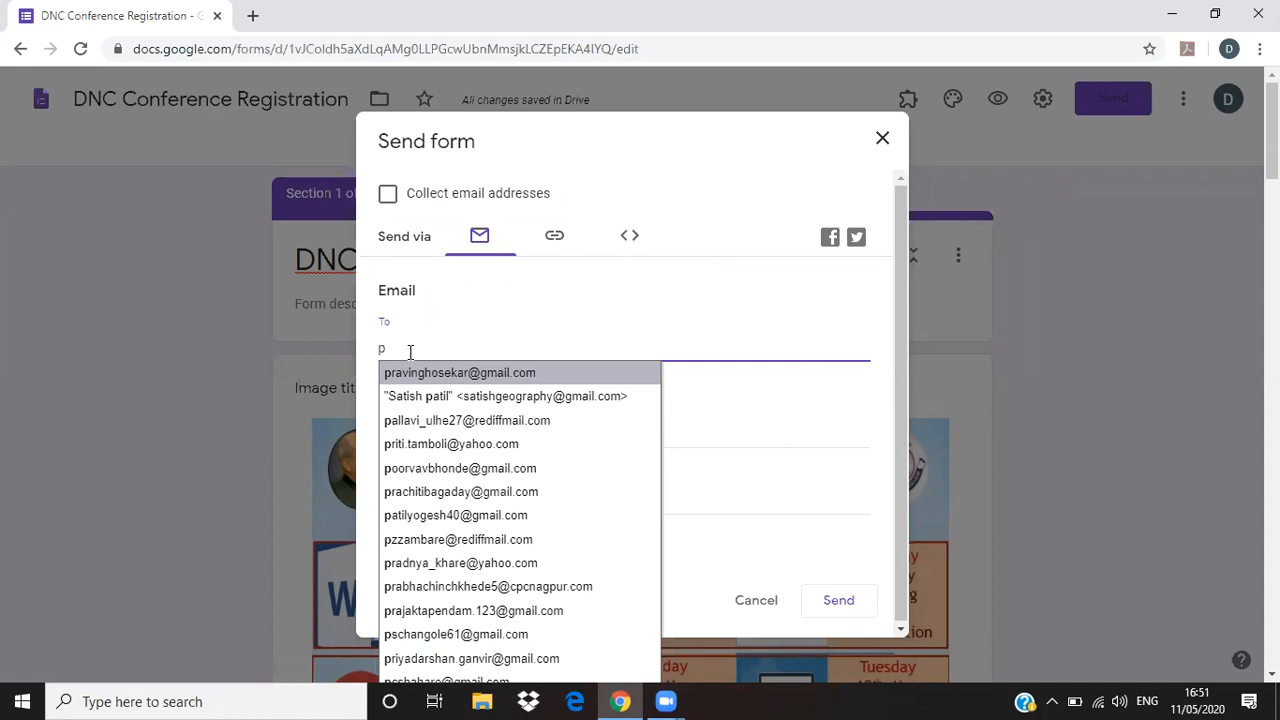 DNC Conference Registration - G
docs.google.com/forms/d/1vJColdh5aXdLqAMg0LLPGcwUbnMmsjkLCZEpEKA4IYQ/edit
D
DNC Conference Registration
All changes saved in Drive
Send
D
Send form
Collect email addresses
Section 1 of
Send via
DNC
Email
Form desc
To
p
pravinghosekar@gmail.com
Image title
"Satish patil" <satishgeography@gmail.com>
pallavi_ulhe27@rediffmail.com
priti.tamboli@yahoo.com
poorvavbhonde@gmail.com
prachitibagaday@gmail.com
patilyogesh40@gmail.com
pzzambare@rediffmail.com
pradnya_khare@yahoo.com
prabhachinchkhede5@cpcnagpur.com
Cancel
Send
prajaktapendam.123@gmail.com
pschangole61@gmail.com
priyadarshan.ganvir@gmail.com
Tuesday
Type here to search
ENG
16:51
11/05/2020